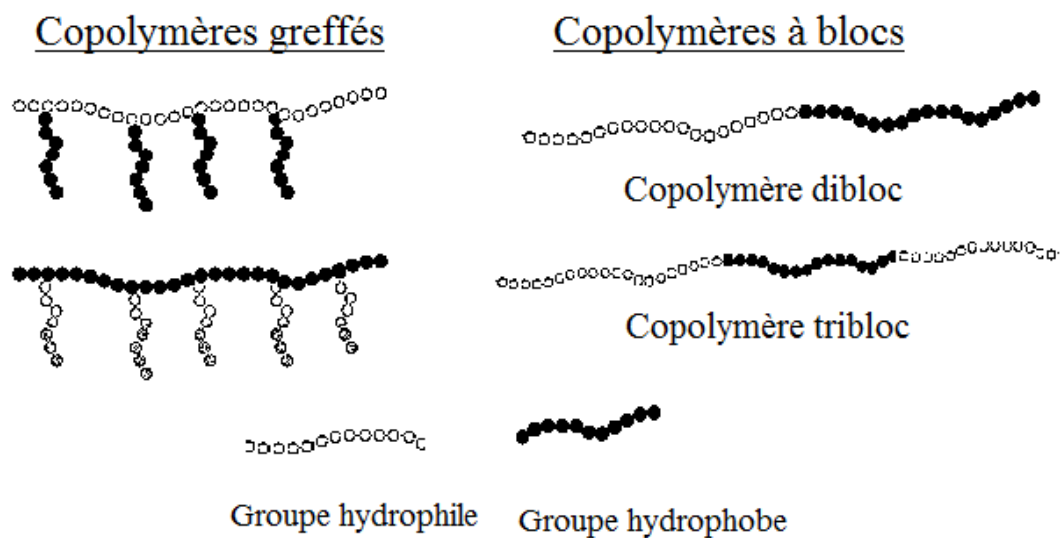 Copolymères greffés
Copolymères à blocs
Copolymère dibloc
Copolymère tribloc
Groupe hydrophile
Groupe hydrophobe